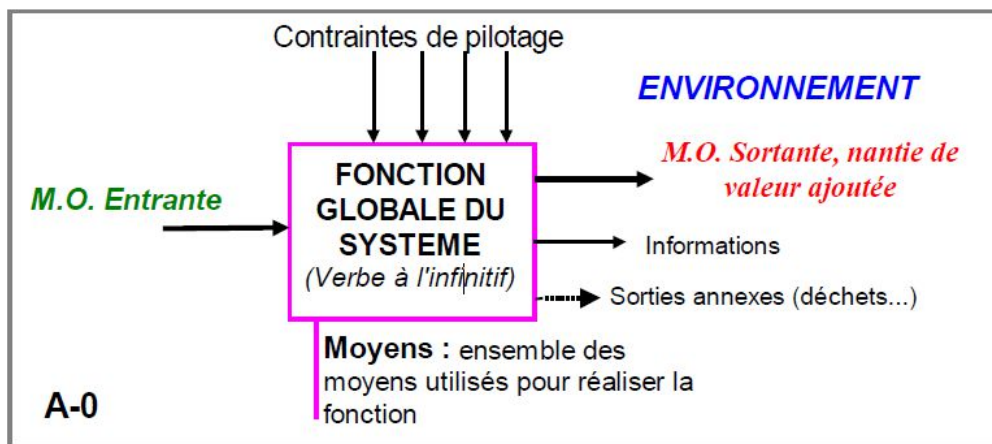 Contraintes de pilotage
ENVIRONNEMENT
M.O. Entrante
FONCTION
GLOBALE DU
SYSTEME
(Verbe à l'infinitif)
M.O. Sortante, nantie de
valeur ajoutée
Informations
Sorties annexes (déchets...)
Moyens : ensemble des
moyens utilisés pour réaliser la
fonction
A-0